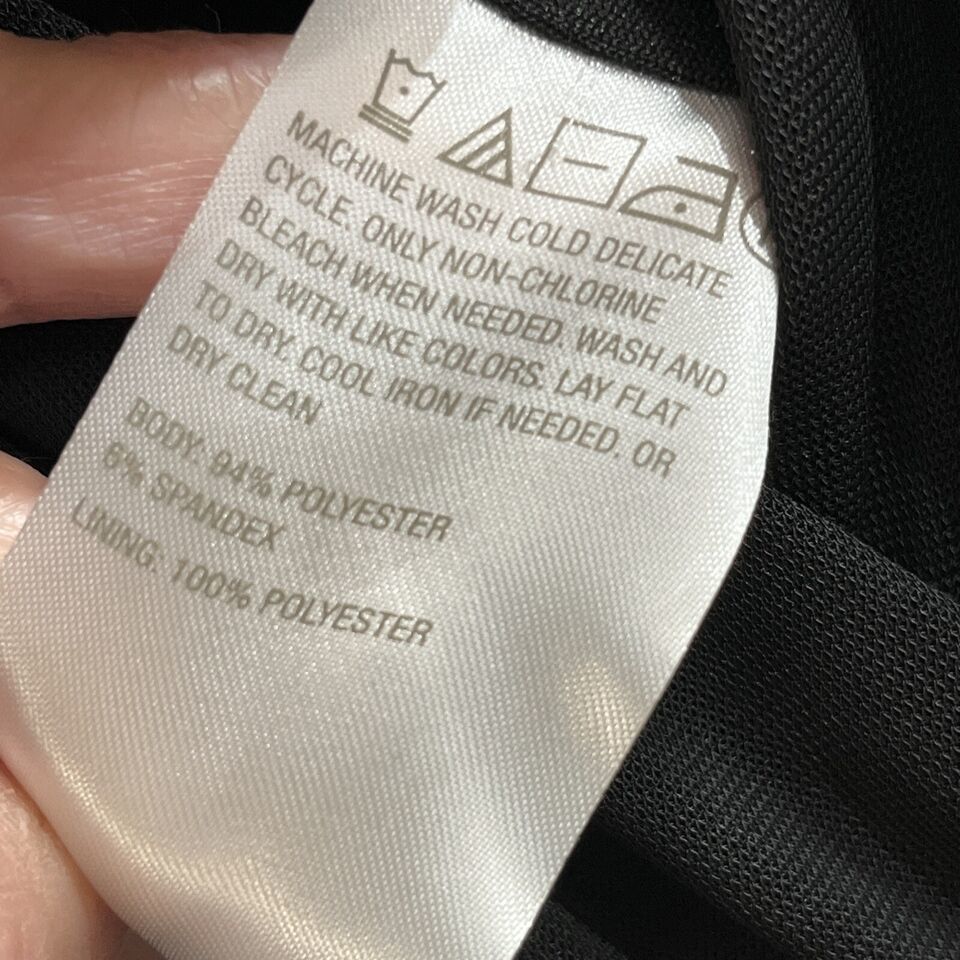 MACHINE WASH COLD DELICATE
CYCLE. ONLY NON-CHLORINE
BLEACH WHEN NEEDED. WASH AND
DRY WITH LIKE COLORS. LAY FLAT
TO DRY. COOL IRON IF NEEDED. OR
DRY CLEAN
BODY: 94% POLYESTER
6% SPANDEX
LINING: 100% POLYESTER